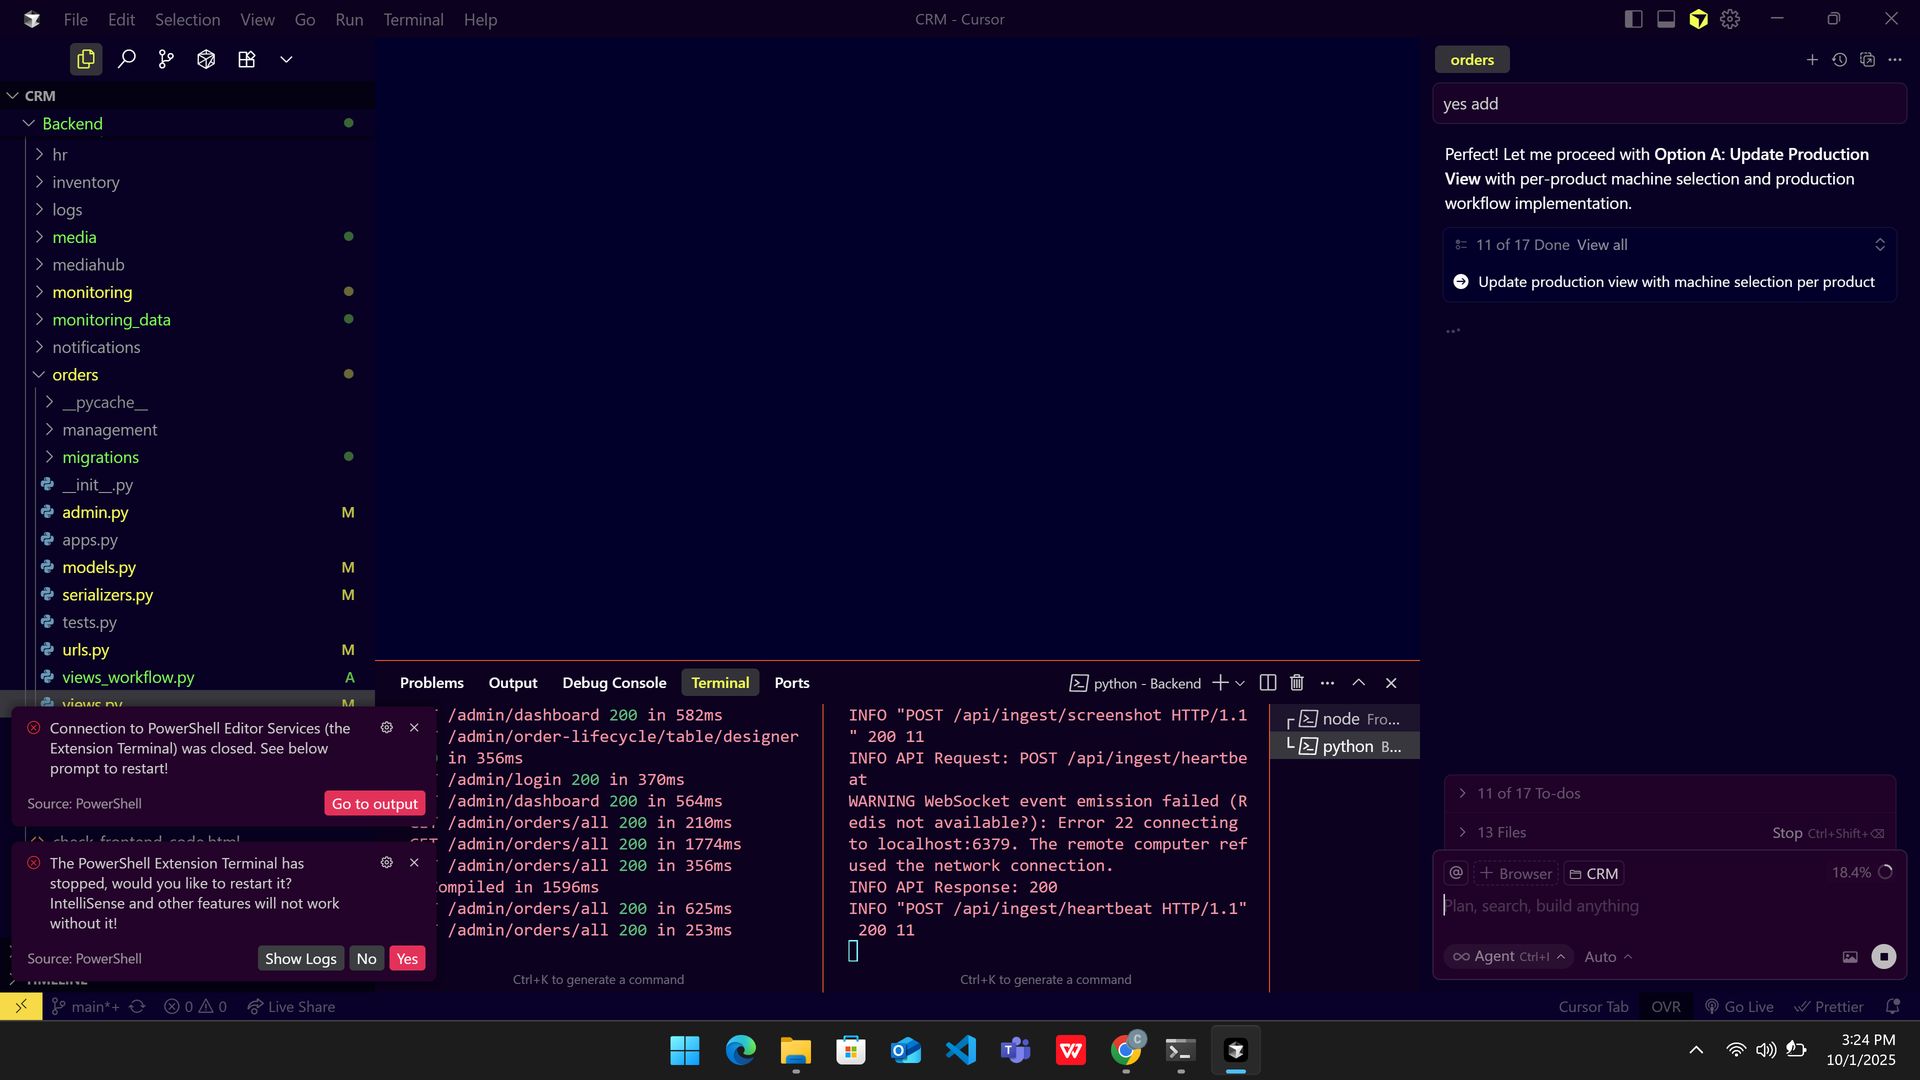 File Edit Selection View Go Run Terminal Help
CRM - Cursor
CRM
Backend
hr
inventory
logs
media
mediahub
monitoring
monitoring_data
notifications
orders
__pycache__
management
migrations
__init__.py
admin.py M
apps.py
models.py M
serializers.py M
tests.py
urls.py M
views_workflow.py A
views.py M
Connection to PowerShell Editor Services (the
Extension Terminal) was closed. See below
prompt to restart!
Source: PowerShell
Go to output
check_frontend_code.html
The PowerShell Extension Terminal has
stopped, would you like to restart it?
IntelliSense and other features will not work
without it!
Source: PowerShell
Show Logs No Yes
TIMELINE
Problems Output Debug Console Terminal Ports
python - Backend
/admin/dashboard 200 in 582ms
/admin/order-lifecycle/table/designer
in 356ms
/admin/login 200 in 370ms
/admin/dashboard 200 in 564ms
/admin/orders/all 200 in 210ms
GET /admin/orders/all 200 in 1774ms
/admin/orders/all 200 in 356ms
Compiled in 1596ms
/admin/orders/all 200 in 625ms
/admin/orders/all 200 in 253ms
Ctrl+K to generate a command
INFO "POST /api/ingest/screenshot HTTP/1.1
" 200 11
INFO API Request: POST /api/ingest/heartbe
at
WARNING WebSocket event emission failed (R
edis not available?): Error 22 connecting
to localhost:6379. The remote computer ref
used the network connection.
INFO API Response: 200
INFO "POST /api/ingest/heartbeat HTTP/1.1"
200 11
Ctrl+K to generate a command
node Fro...
python B...
orders
yes add
Perfect! Let me proceed with Option A: Update Production
View with per-product machine selection and production
workflow implementation.
11 of 17 Done View all
Update production view with machine selection per product
11 of 17 To-dos
13 Files
Stop Ctrl+Shift+⌫
@ Browser CRM 18.4%
Plan, search, build anything
Agent Ctrl+I Auto
main*+ 0 0 Live Share
Cursor Tab OVR Go Live Prettier
3:24 PM
10/1/2025